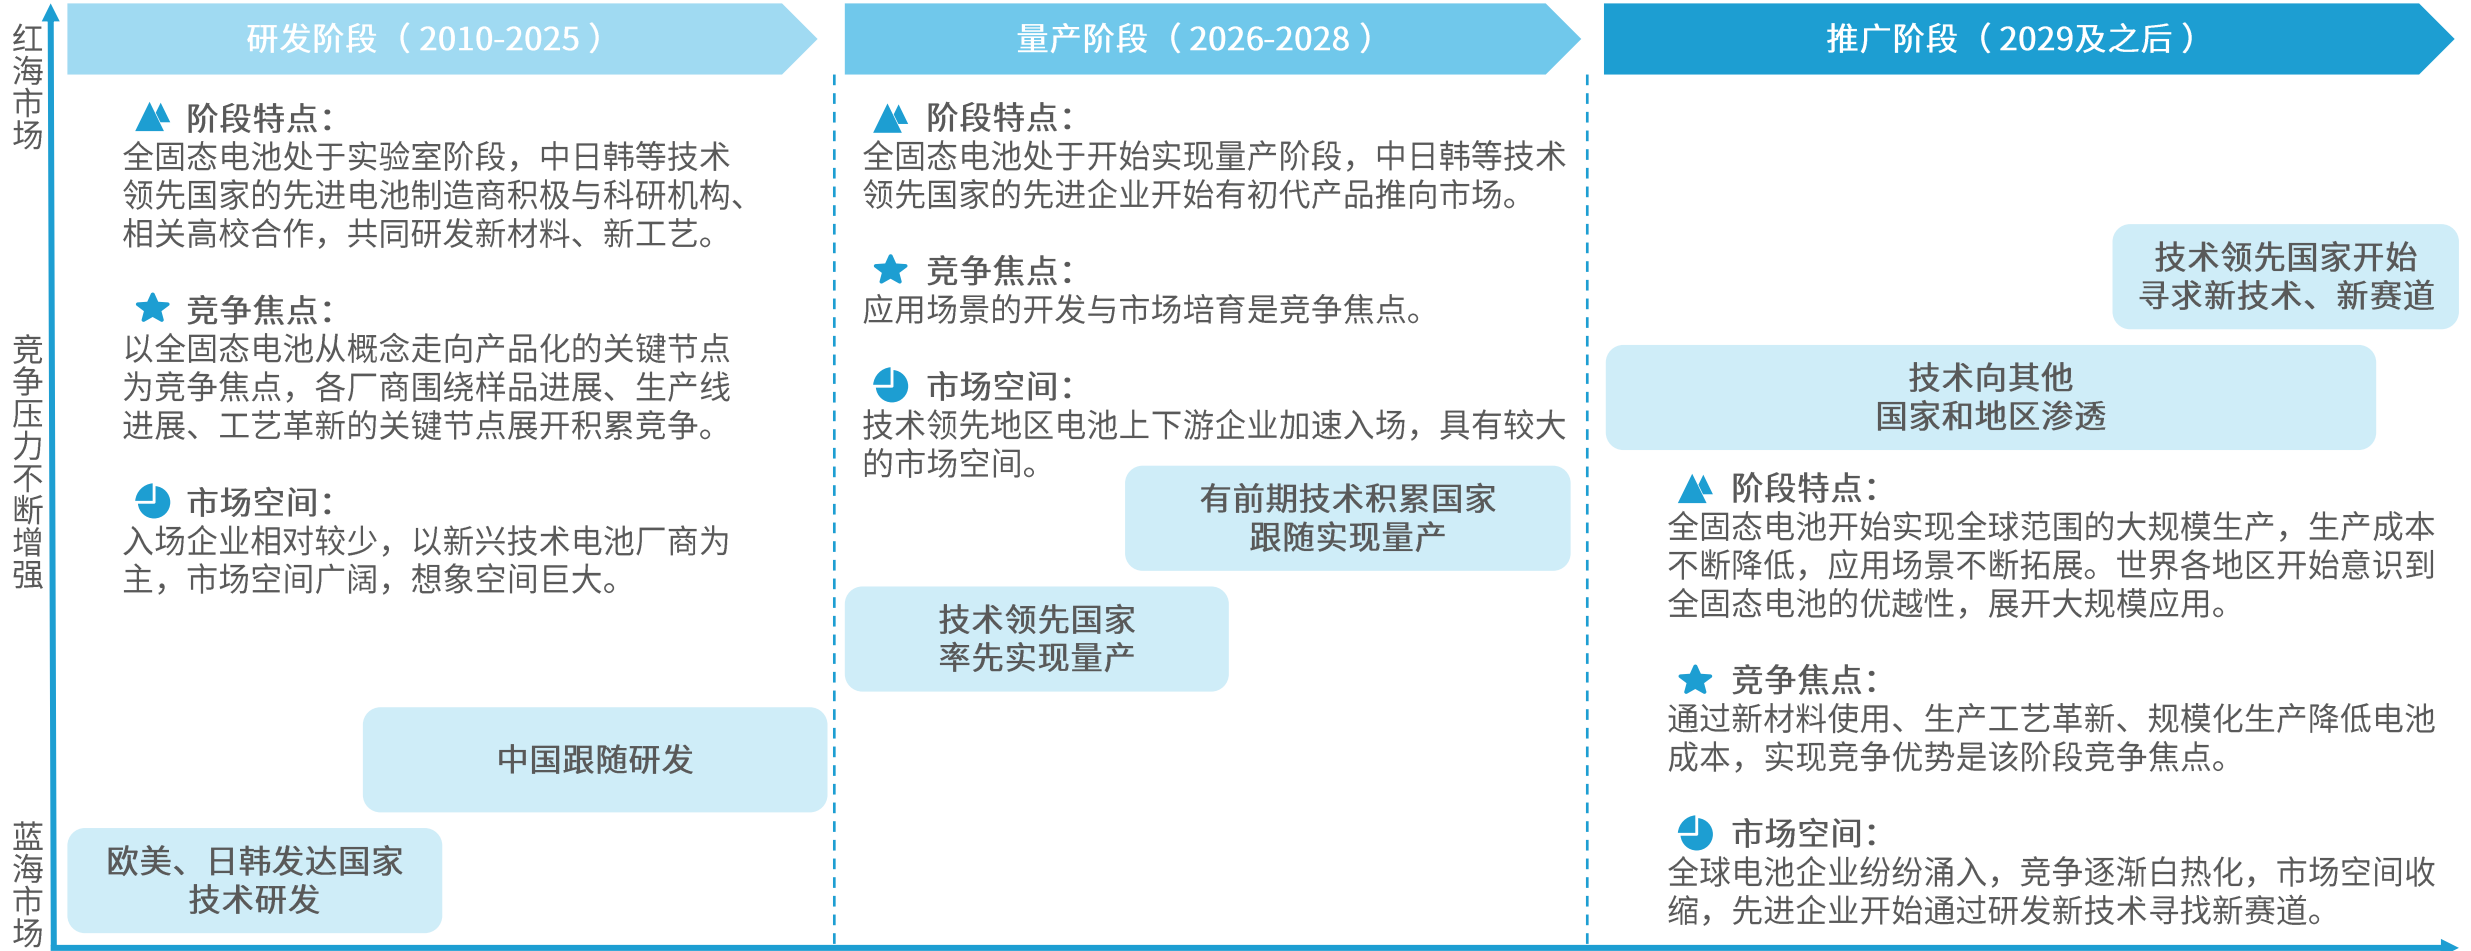 红海市场
竞争压力不断增强
蓝海市场
研发阶段（2010-2025）
阶段特点：
全固态电池处于实验室阶段，中日韩等技术
领先国家的先进电池制造商积极与科研机构、
相关高校合作，共同研发新材料、新工艺。
竞争焦点：
以全固态电池从概念走向产品化的关键节点
为竞争焦点，各厂商围绕样品进展、生产线
进展、工艺革新的关键节点展开积累竞争。
市场空间：
入场企业相对较少，以新兴技术电池厂商为
主，市场空间广阔，想象空间巨大。
中国跟随研发
欧美、日韩发达国家
技术研发
量产阶段（2026-2028）
阶段特点：
全固态电池处于开始实现量产阶段，中日韩等技术
领先国家的先进企业开始有初代产品推向市场。
竞争焦点：
应用场景的开发与市场培育是竞争焦点。
市场空间：
技术领先地区电池上下游企业加速入场，具有较大
的市场空间。
有前期技术积累国家
跟随实现量产
技术领先国家
率先实现量产
推广阶段（2029及之后）
技术领先国家开始
寻求新技术、新赛道
技术向其他
国家和地区渗透
阶段特点：
全固态电池开始实现全球范围的大规模生产，生产成本
不断降低，应用场景不断拓展。世界各地区开始意识到
全固态电池的优越性，展开大规模应用。
竞争焦点：
通过新材料使用、生产工艺革新、规模化生产降低电池
成本，实现竞争优势是该阶段竞争焦点。
市场空间：
全球电池企业纷纷涌入，竞争逐渐白热化，市场空间收
缩，先进企业开始通过研发新技术寻找新赛道。